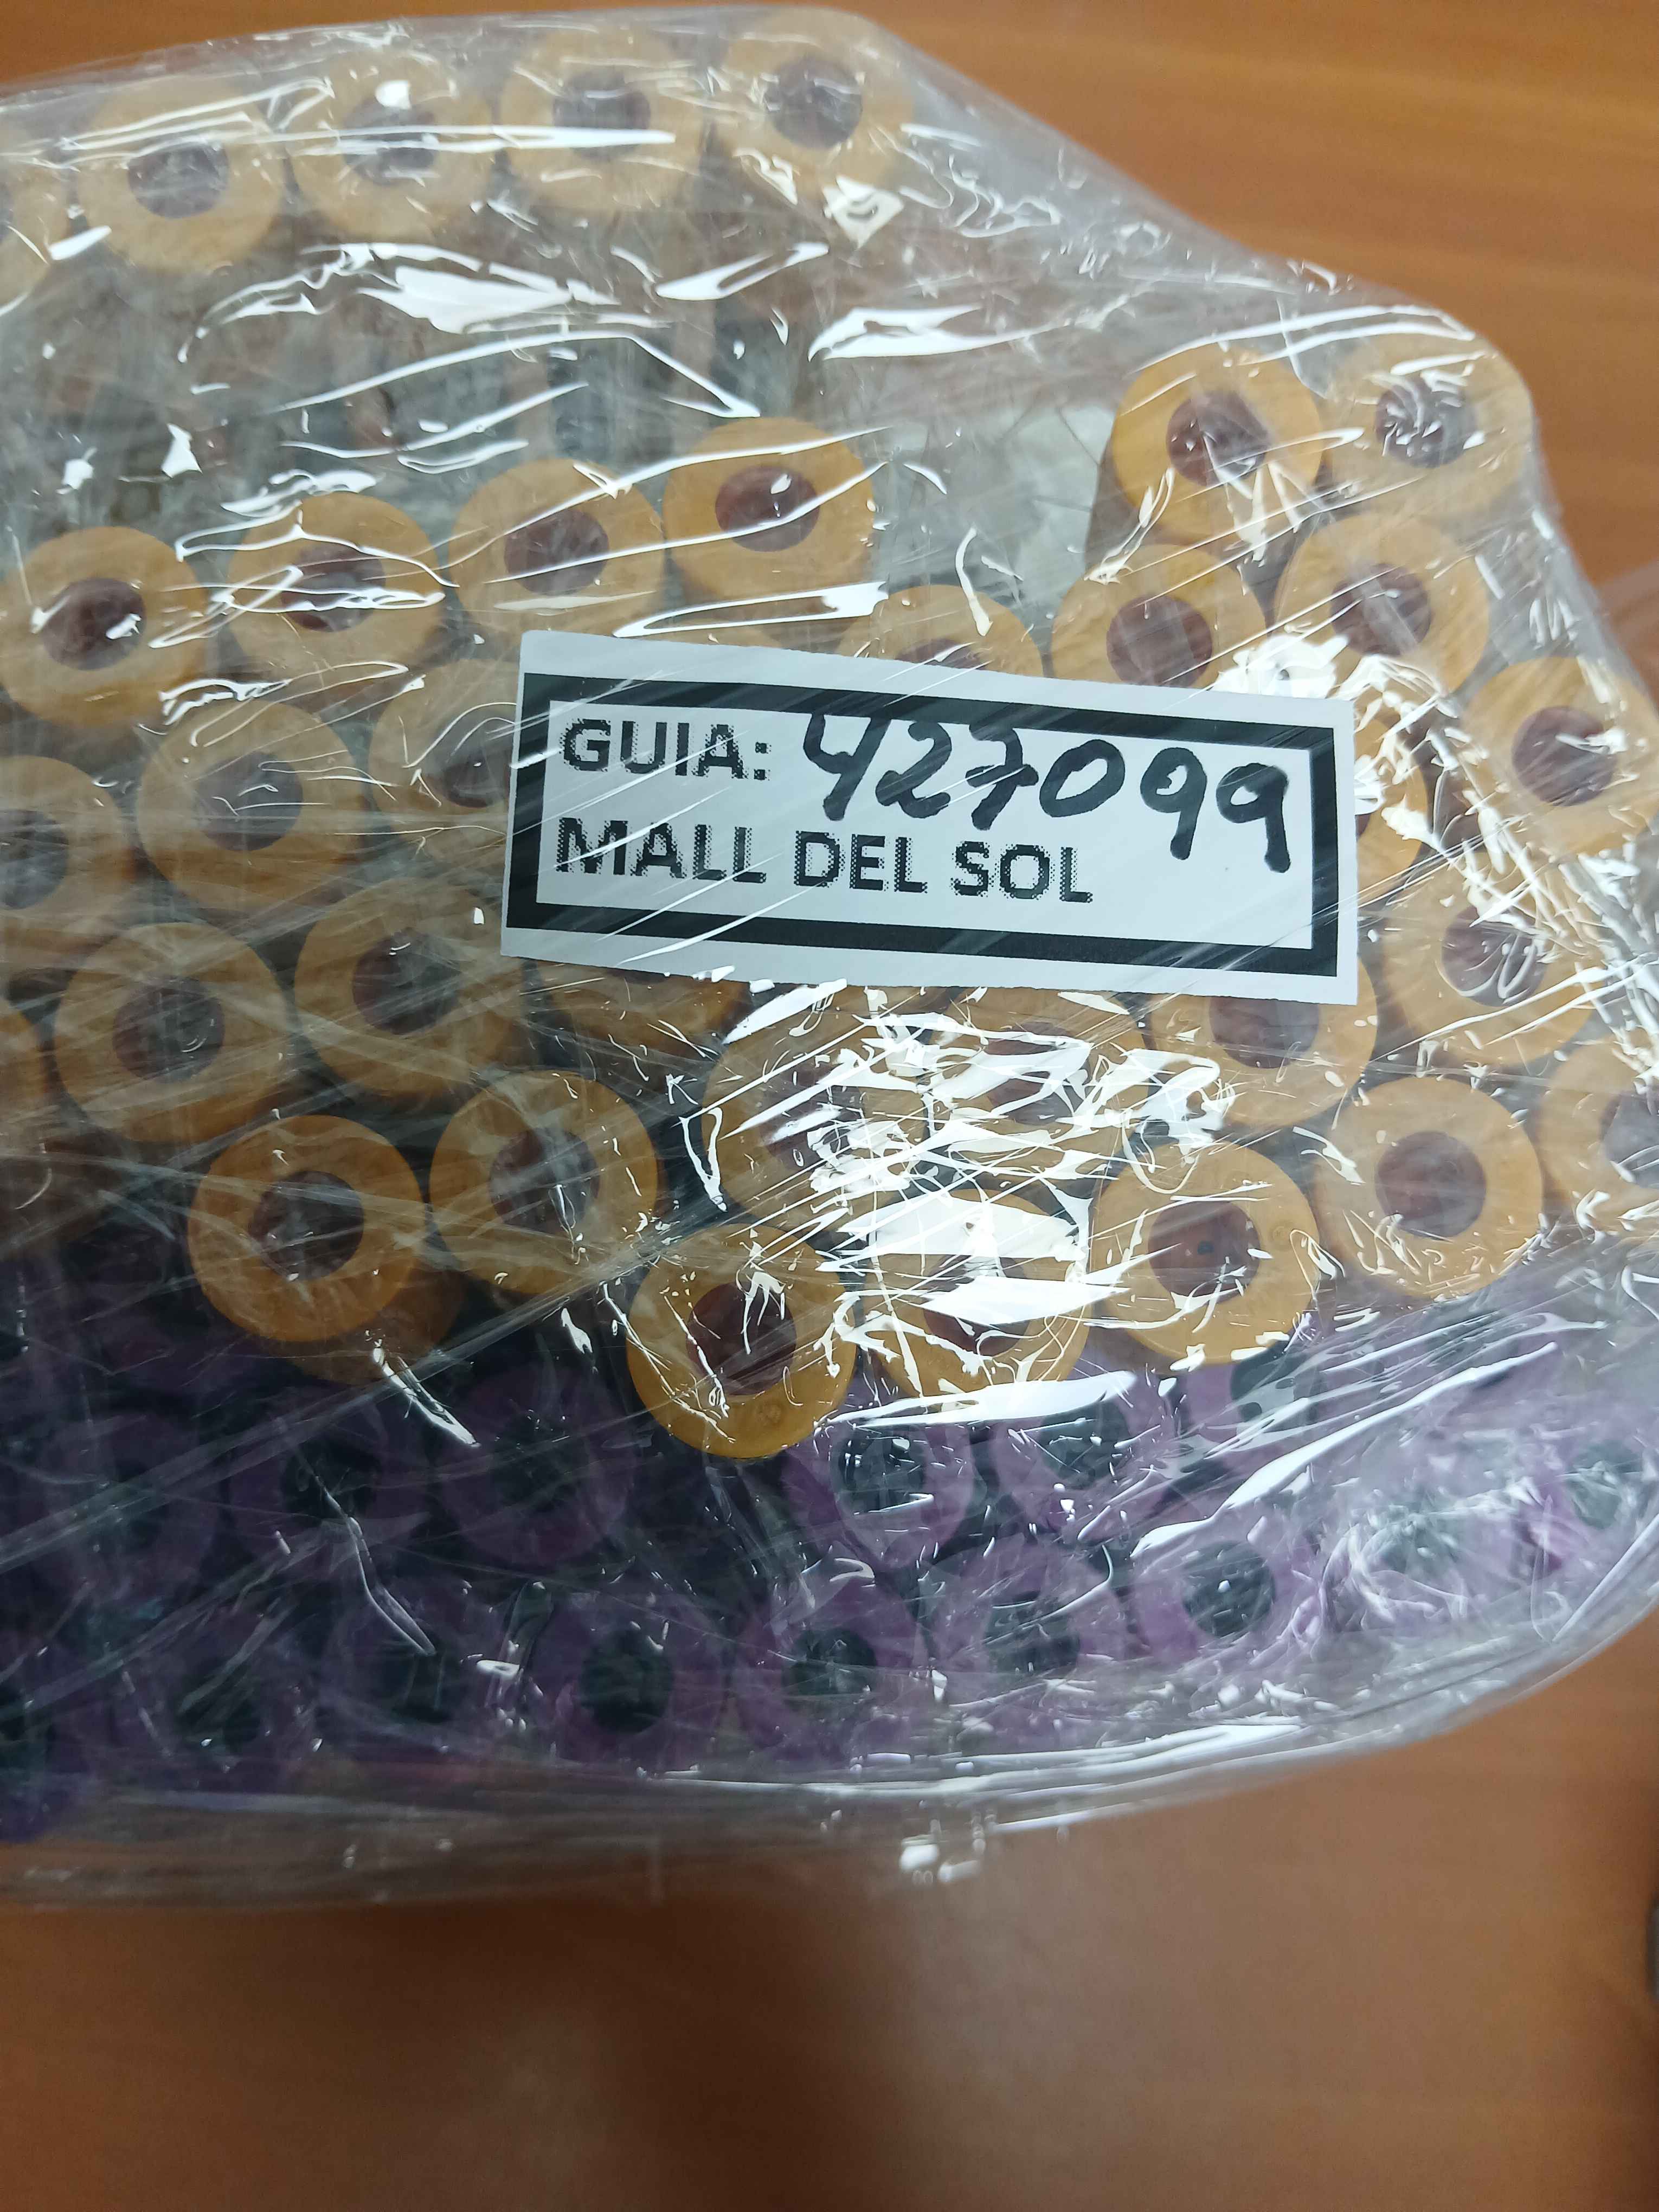 GUIA: 427099
MALL DEL SOL